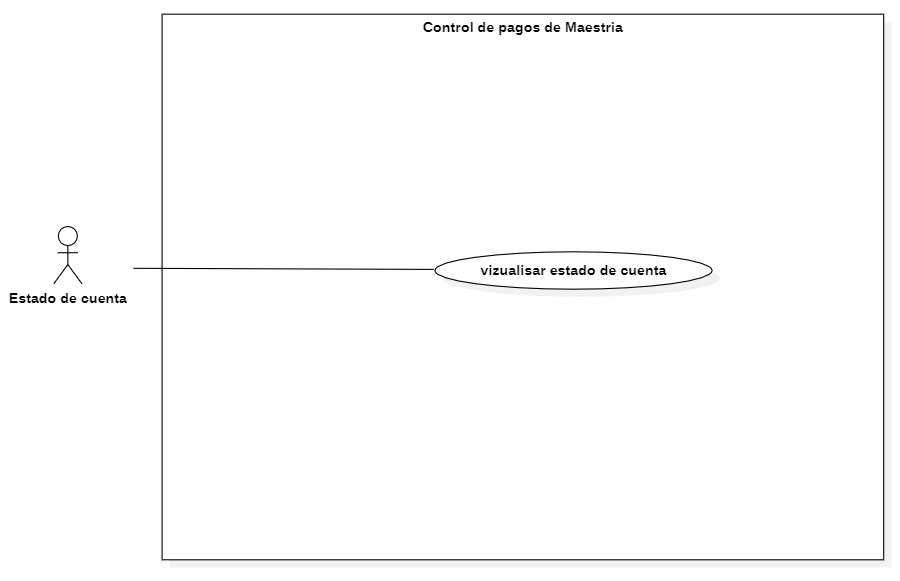 Control de pagos de Maestria
vizualisar estado de cuenta
Estado de cuenta